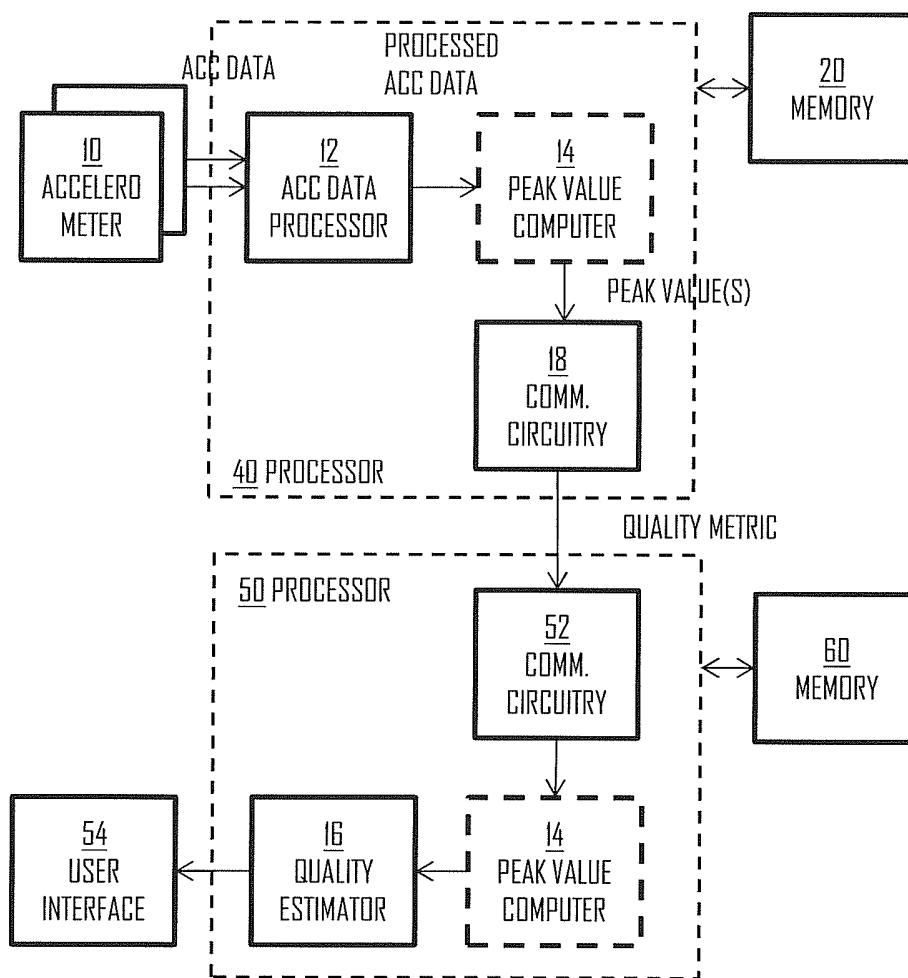 PROCESSED
ACC DATA
ACC DATA
20
MEMORY
10
ACCELERO
METER
12
ACC DATA
PROCESSOR
14
PEAK VALUE
COMPUTER
PEAK VALUE(S)
18
COMM.
CIRCUITRY
40 PROCESSOR
QUALITY METRIC
50 PROCESSOR
52
COMM.
CIRCUITRY
60
MEMORY
54
USER
INTERFACE
16
QUALITY
ESTIMATOR
14
PEAK VALUE
COMPUTER